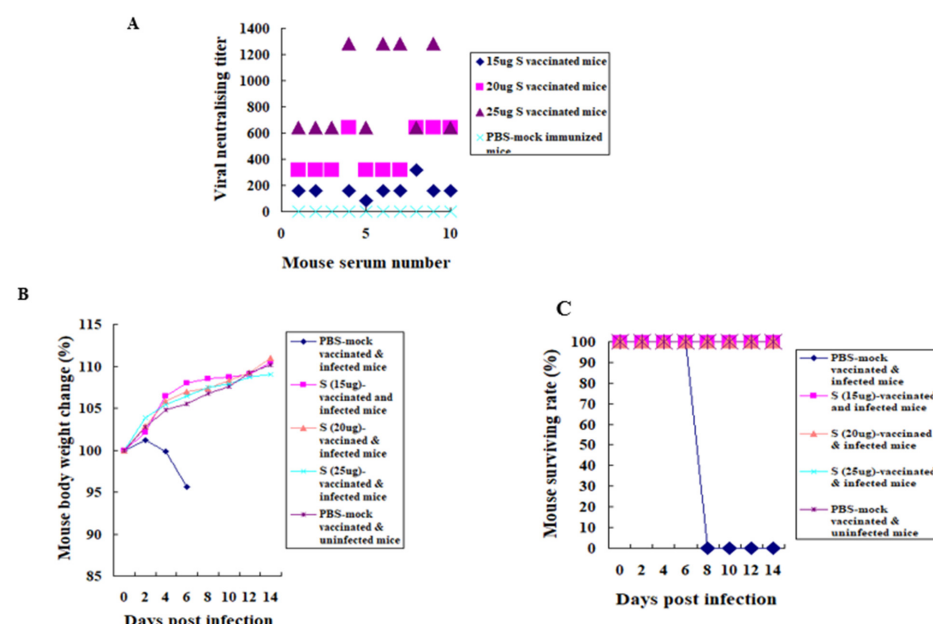 A
1400
1200
1000
800
600
400
200
0
0
5
10
Viral neutralising titer
Mouse serum number
15ug S vaccinated mice
20ug S vaccinated mice
25ug S vaccinated mice
PBS-mock immunized
mice
B
115
110
105
100
95
90
85
0 2 4 6 8 10 12 14
Mouse body weight change (%)
Days post infection
PBS-mock
vaccinated &
infected mice
S (15ug)-
vaccinated and
infected mice
S (20ug)-
vaccinaed &
infected mice
S (25ug)-
vaccinated &
infected mice
PBS-mock
vaccinated &
uninfected mice
C
100
90
80
70
60
50
40
30
20
10
0
0 2 4 6 8 10 12 14
Mouse surviving rate (%)
Days post infection
PBS-mock
vaccinated &
infected mice
S (15ug)-vaccinated
and infected mice
S (20ug)-vaccinaed
& infected mice
S (25ug)-vaccinated
& infected mice
PBS-mock
vaccinated &
uninfected mice